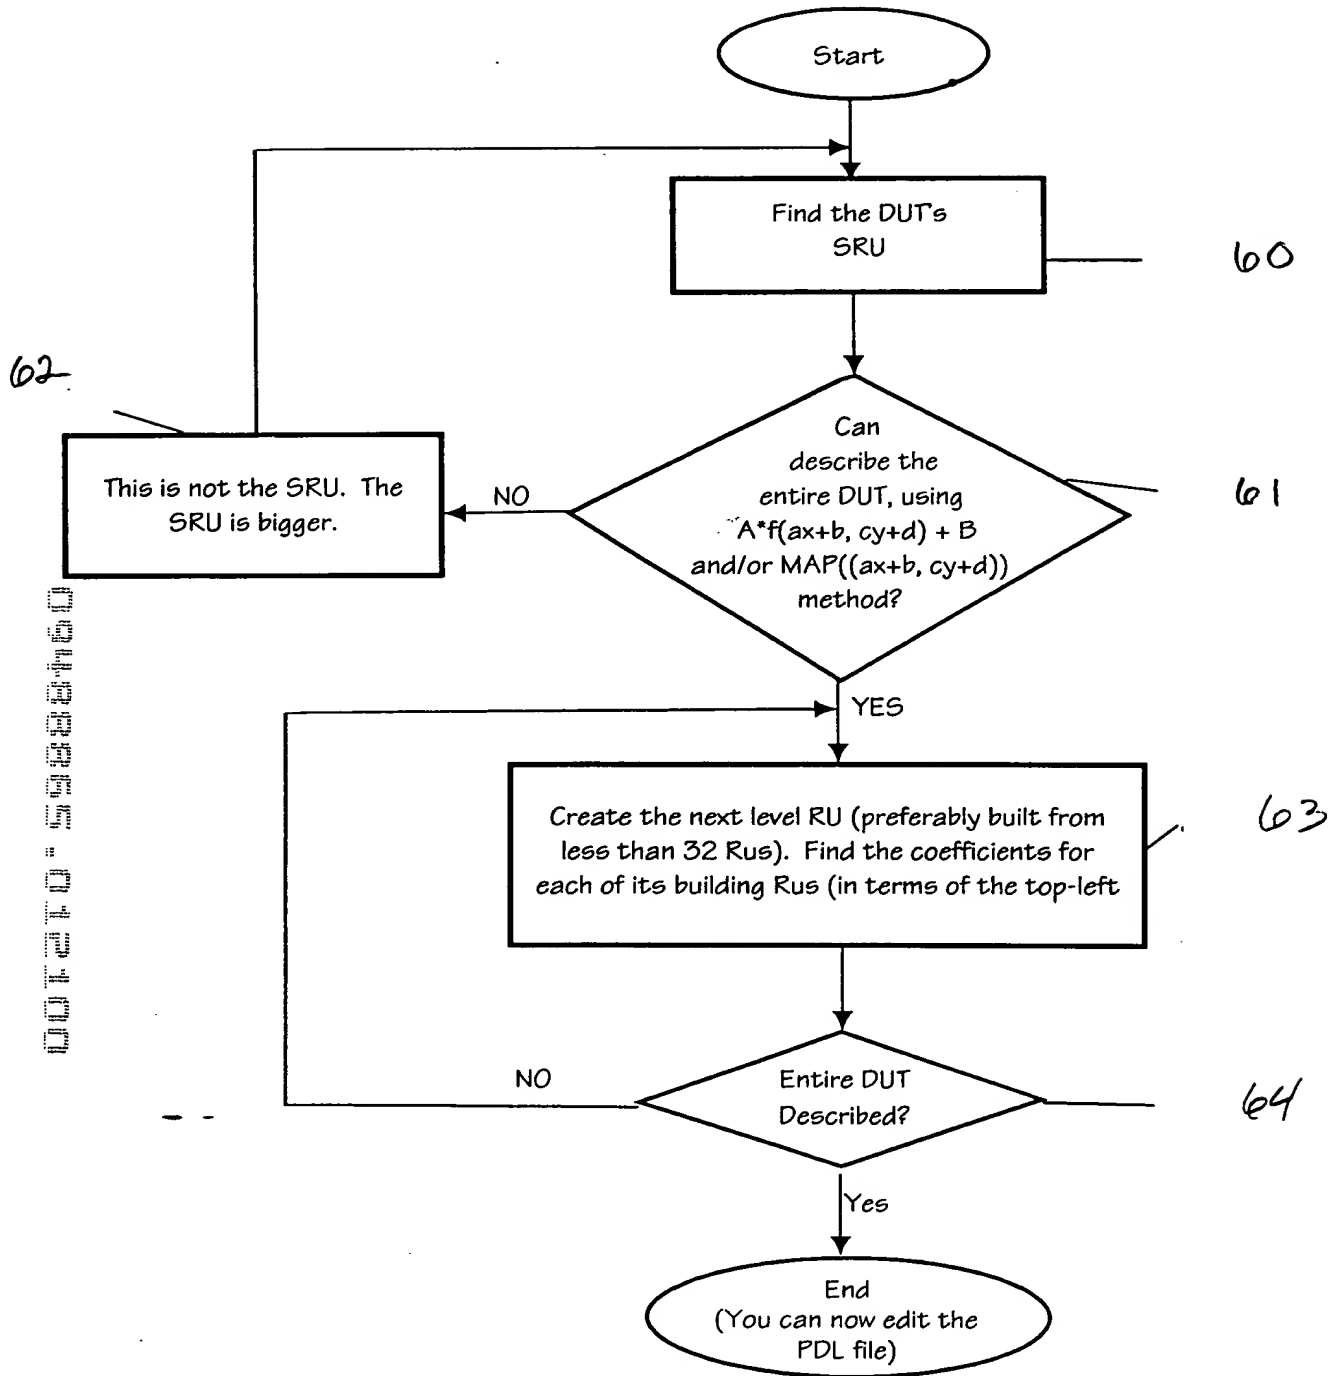 Start
Find the DUT's
SRU
60
62
Can
describe the
entire DUT, using
A*f(ax+b, cy+d) + B
and/or MAP((ax+b, cy+d))
method?
61
NO
This is not the SRU. The
SRU is bigger.
YES
Create the next level RU (preferably built from
less than 32 Rus). Find the coefficients for
each of its building Rus (in terms of the top-left
63
Entire DUT
Described?
64
NO
Yes
End
(You can now edit the
PDL file)